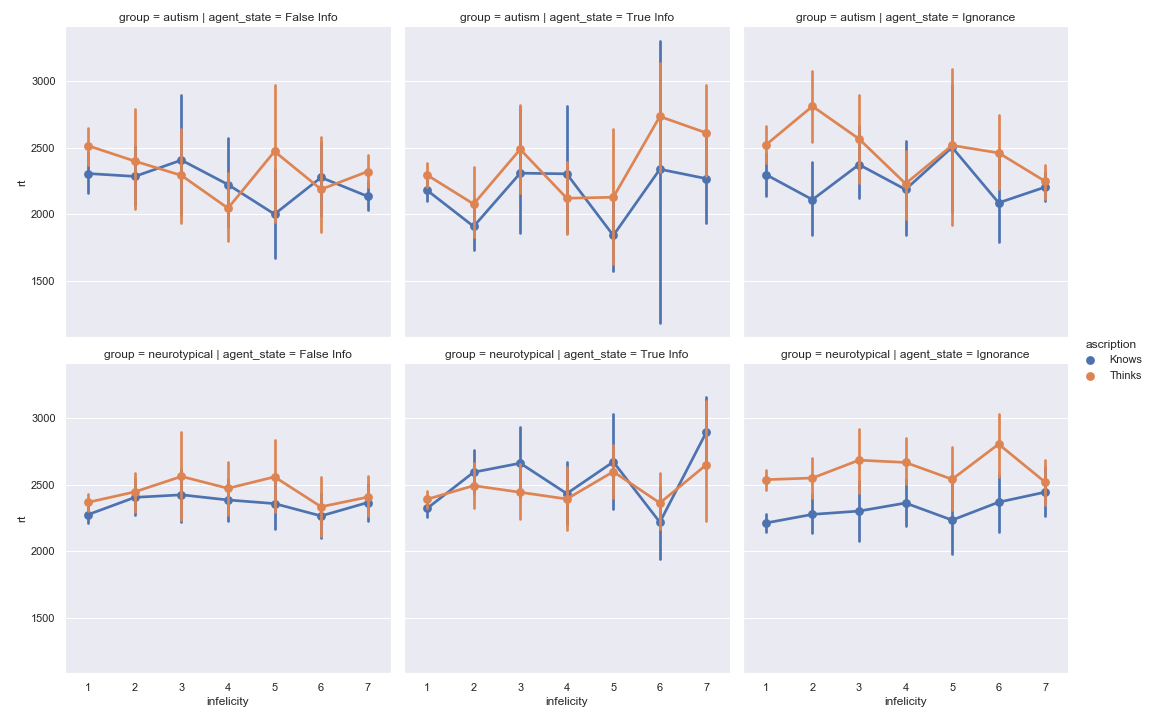 group = autism | agent_state = False Info
group = autism | agent_state = True Info
group = autism | agent_state = Ignorance
3000
2500
2000
1500
rt
group = neurotypical | agent_state = False Info
group = neurotypical | agent_state = True Info
group = neurotypical | agent_state = Ignorance
ascription
Knows
Thinks
3000
2500
2000
1500
rt
1 2 3 4 5 6 7
infelicity
1 2 3 4 5 6 7
infelicity
1 2 3 4 5 6 7
infelicity